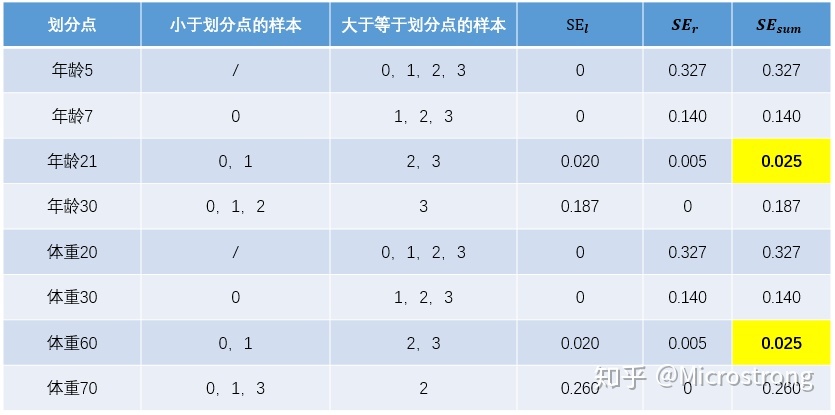 划分点 小于划分点的样本 大于等于划分点的样本 SEl SEr SEsum
年龄5 / 0，1，2，3 0 0.327 0.327
年龄7 0 1，2，3 0 0.140 0.140
年龄21 0，1 2，3 0.020 0.005 0.025
年龄30 0，1，2 3 0.187 0 0.187
体重20 / 0，1，2，3 0 0.327 0.327
体重30 0 1，2，3 0 0.140 0.140
体重60 0，1 2，3 0.020 0.005 0.025
体重70 0，1，3 2 0.260 0 0.260
知乎 @Microstrong